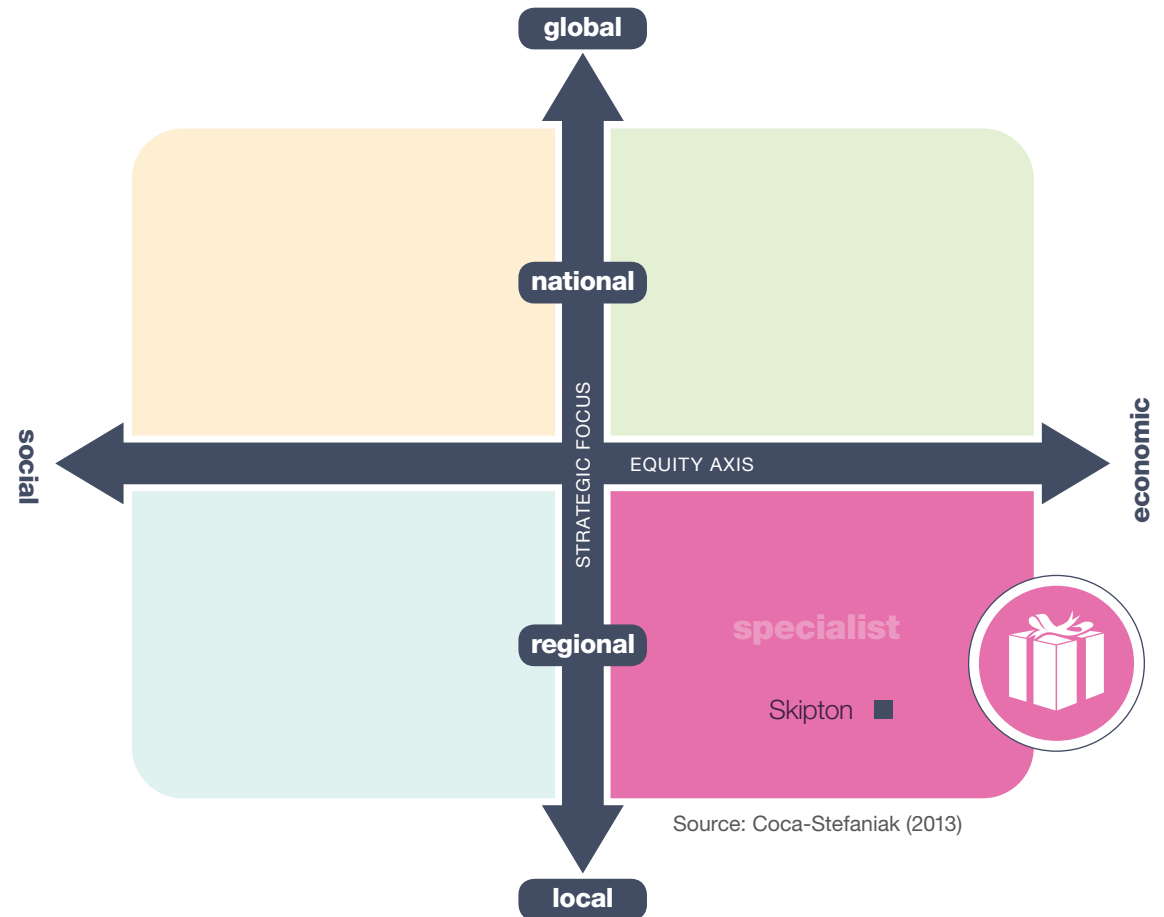 global
national
STRATEGIC FOCUS
social
EQUITY AXIS
economic
specialist
regional
Skipton
Source: Coca-Stefaniak (2013)
local